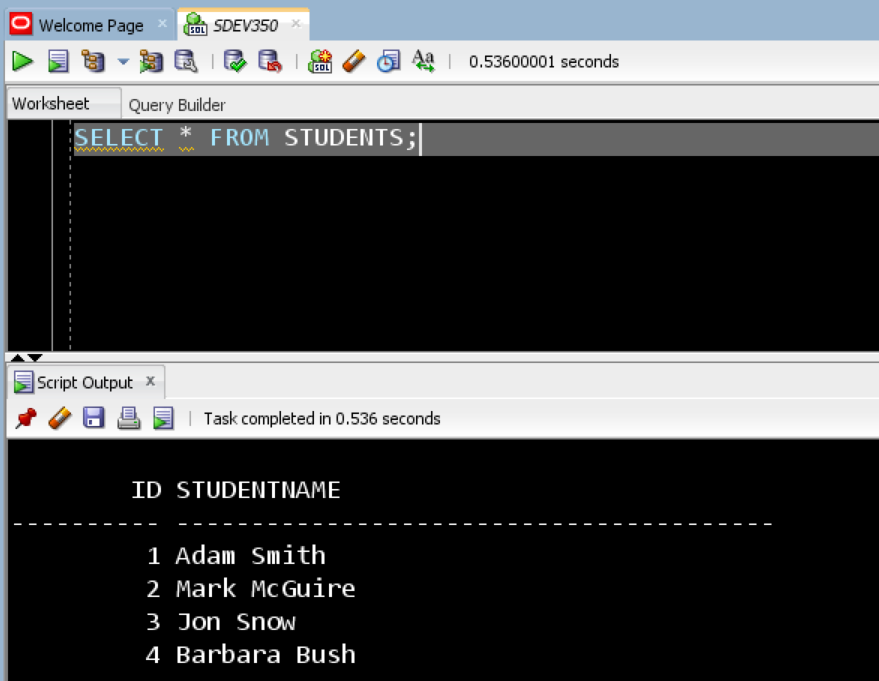 Welcome Page × SDEV350 ×
0.53600001 seconds
Worksheet Query Builder
SELECT * FROM STUDENTS;
Script Output x
Task completed in 0.536 seconds
ID STUDENTNAME
---------- ----------------------------------------
1 Adam Smith
2 Mark McGuire
3 Jon Snow
4 Barbara Bush